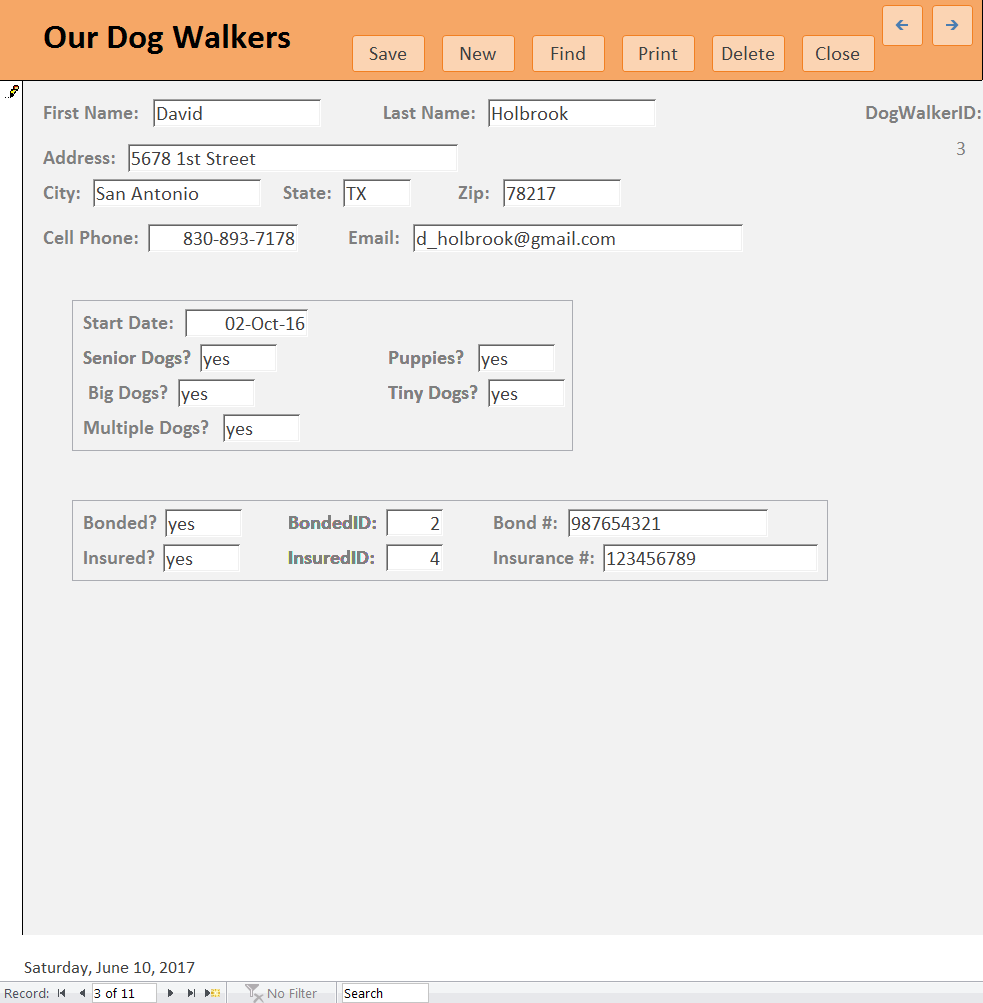 Our Dog Walkers
Save New Find Print Delete Close
First Name: David Last Name: Holbrook DogWalkerID:
3
Address: 5678 1st Street
City: San Antonio State: TX Zip: 78217
Cell Phone: 830-893-7178 Email: d_holbrook@gmail.com
Start Date: 02-Oct-16
Senior Dogs? yes Puppies? yes
Big Dogs? yes Tiny Dogs? yes
Multiple Dogs? yes
Bonded? yes BondedID: 2 Bond #: 987654321
Insured? yes InsuredID: 4 Insurance #: 123456789
Saturday, June 10, 2017
Record: 3 of 11 No Filter Search